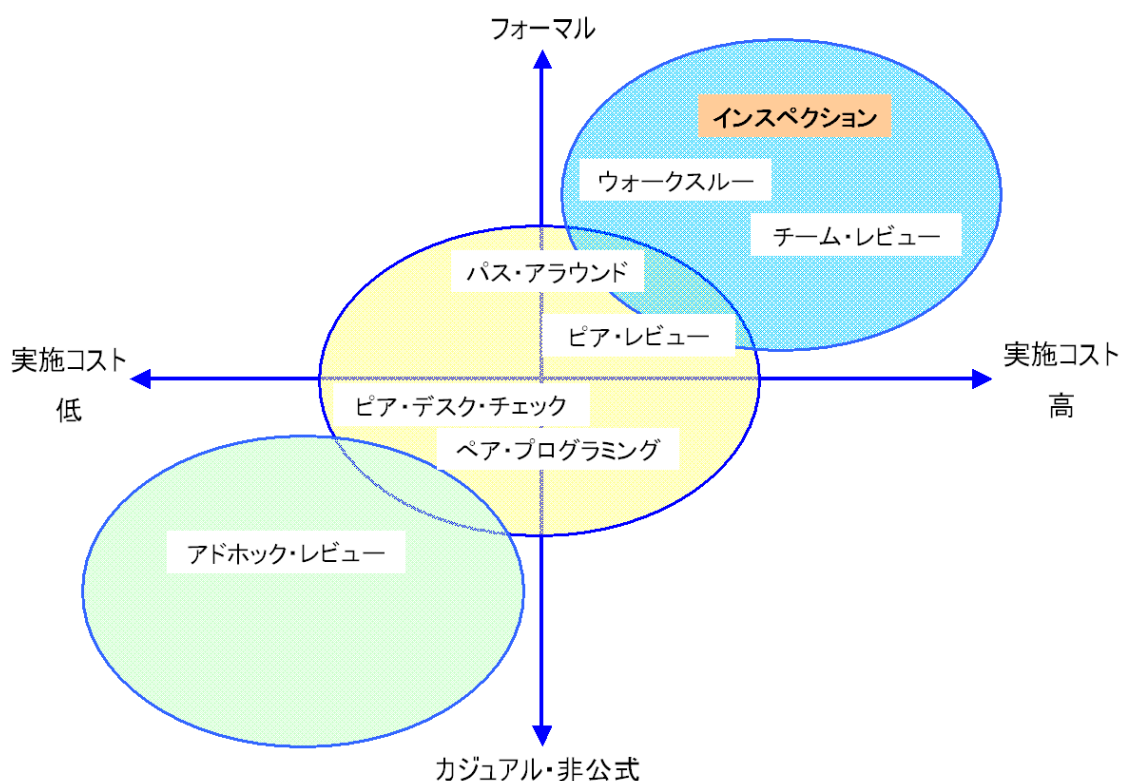 フォーマル
インスペクション
ウォークスルー
チーム・レビュー
パス・アラウンド
ピア・レビュー
実施コスト
低
実施コスト
高
ピア・デスク・チェック
ペア・プログラミング
アドホック・レビュー
カジュアル・非公式